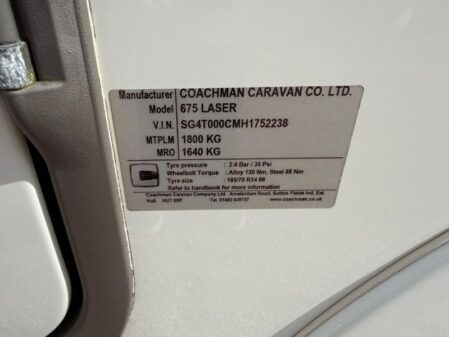 Manufacturer COACHMAN CARAVAN CO. LTD.
Model 675 LASER
V.I.N. SG4T000CMH1752238
MTPLM 1800 KG
MRO 1640 KG
Tyre pressure : 2.4 Bar / 35 Psi
Wheelbolt Torque : Alloy 130 Nm, Steel 88 Nm
Tyre size : 185/70 R14 88
Refer to handbook for more information
Coachman Caravan Company Ltd. Amsterdam Road, Sutton Fields Ind. Est.
Hull. HU7 0XF Tel. 01482 839737 www.coachman.co.uk